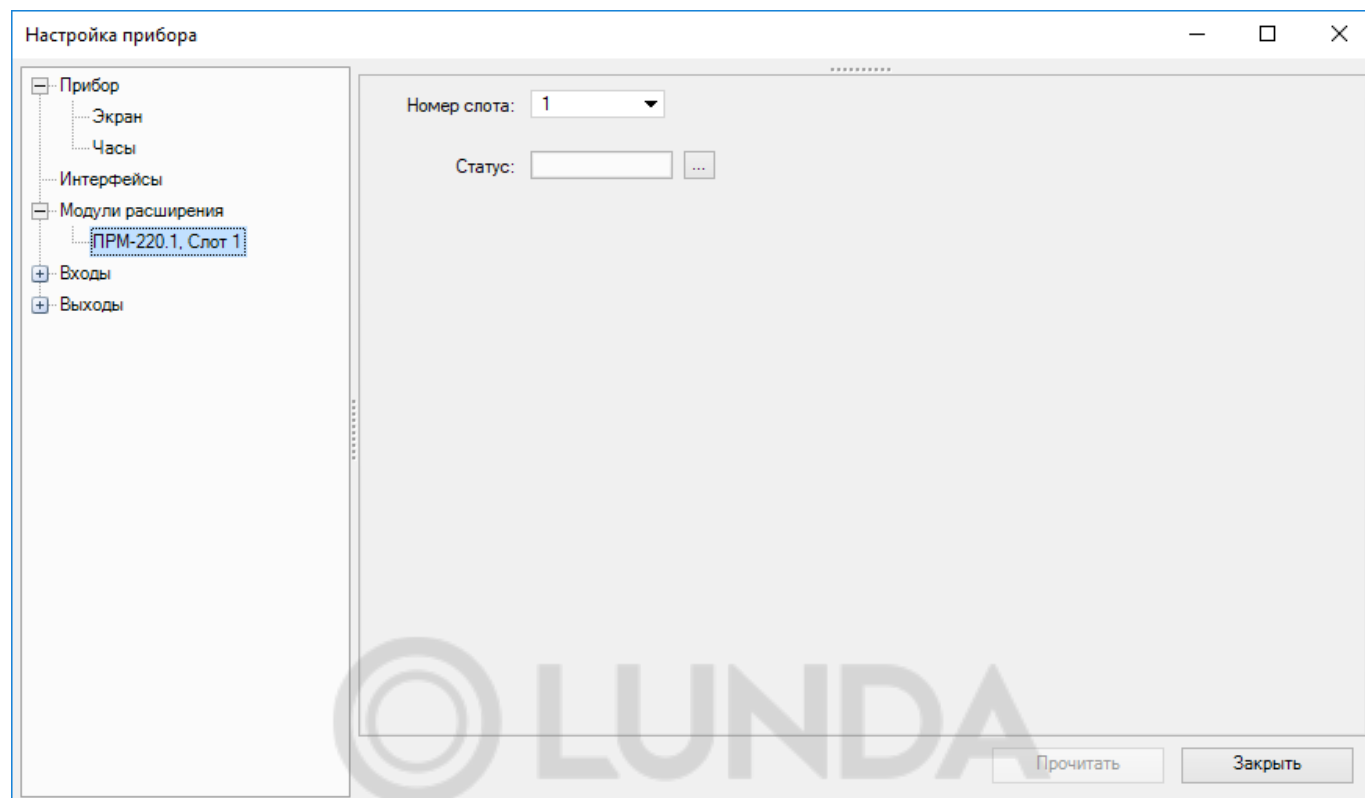 Настройка прибора
Прибор
Экран
Часы
Интерфейсы
Модули расширения
ПРМ-220.1, Слот 1
Входы
Выходы
Номер слота: 1
Статус: ...
LUNDA
Прочитать
Закрыть